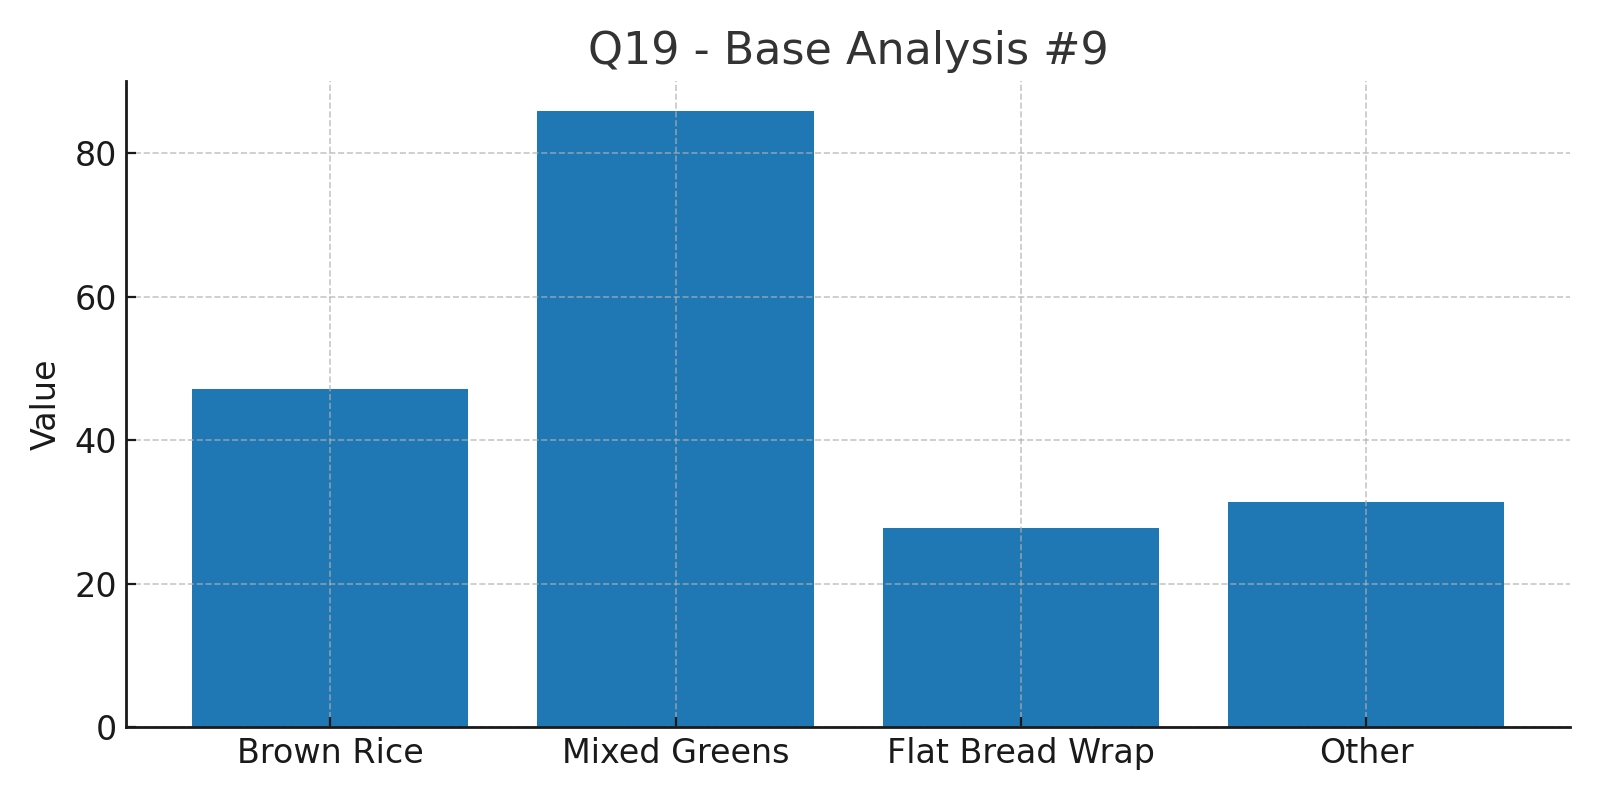 Q19 - Base Analysis #9
Value
80
60
40
20
0
Brown Rice Mixed Greens Flat Bread Wrap Other